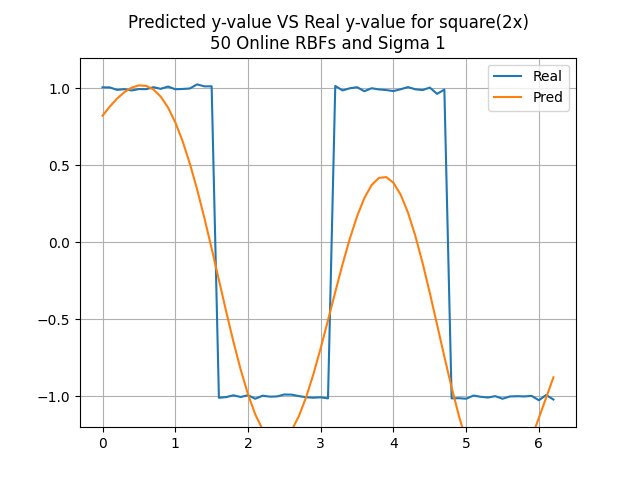 Predicted y-value VS Real y-value for square(2x)
50 Online RBFs and Sigma 1
Real
Pred
1.0
0.5
0.0
−0.5
−1.0
0 1 2 3 4 5 6